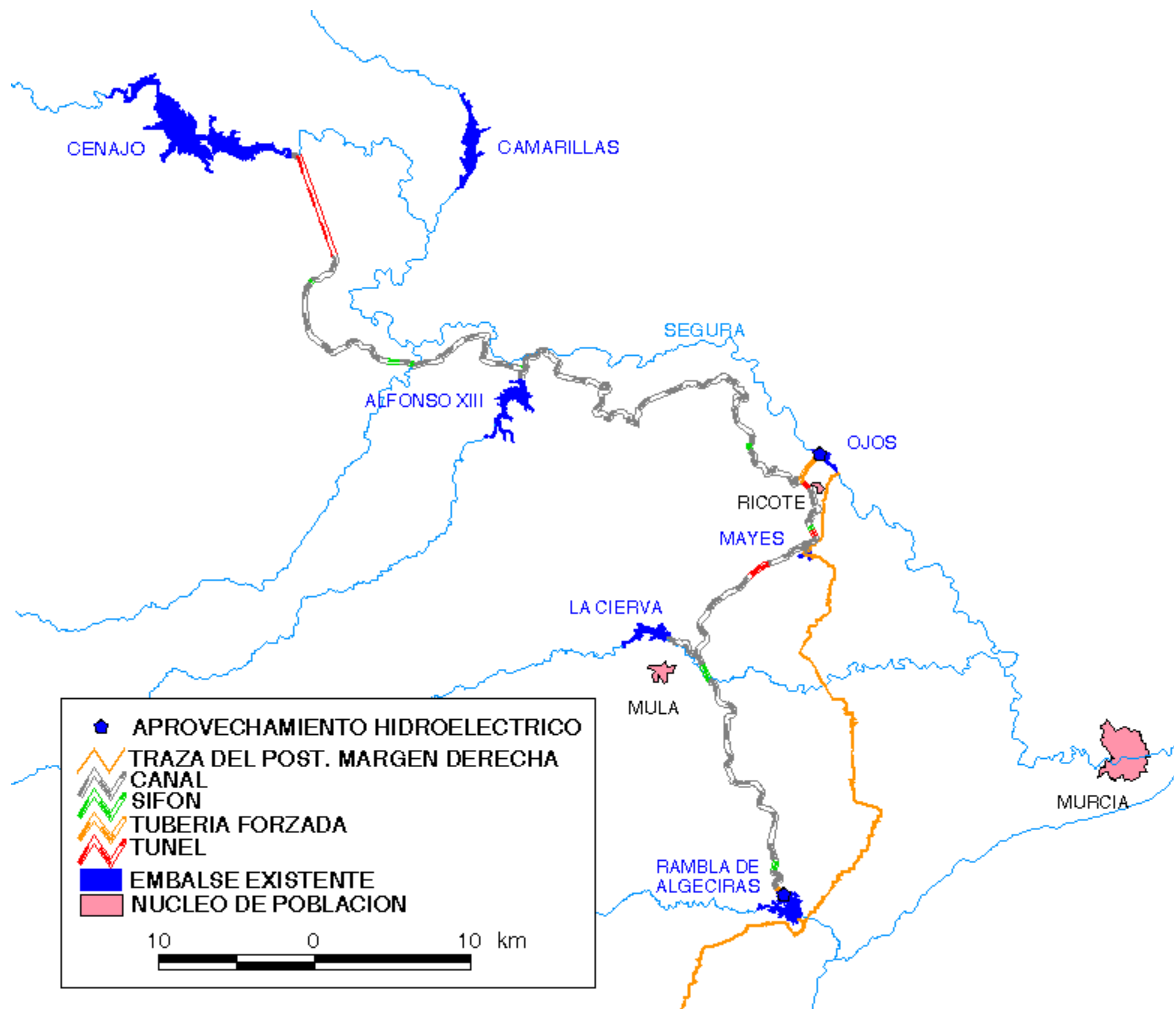 CENAJO
CAMARILLAS
SEGURA
ALFONSO XIII
OJOS
RICOTE
MAYES
LA CIERVA
MULA
MURCIA
RAMBLA DE
ALGECIRAS
APROVECHAMIENTO HIDROELECTRICO
TRAZA DEL POST. MARGEN DERECHA
CANAL
SIFON
TUBERIA FORZADA
TUNEL
EMBALSE EXISTENTE
NUCLEO DE POBLACION
10 0 10 km